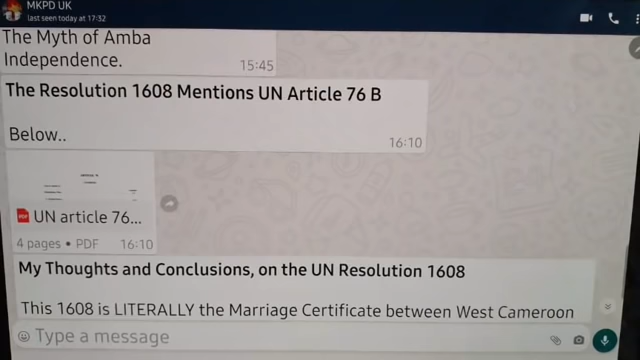 MKPD UK
last seen today at 17:32
The Myth of Amba
Independence.
15:45
The Resolution 1608 Mentions UN Article 76 B
Below..
16:10
PDF
UN article 76...
4 pages • PDF 16:10
My Thoughts and Conclusions, on the UN Resolution 1608
This 1608 is LITERALLY the Marriage Certificate between West Cameroon
Type a message